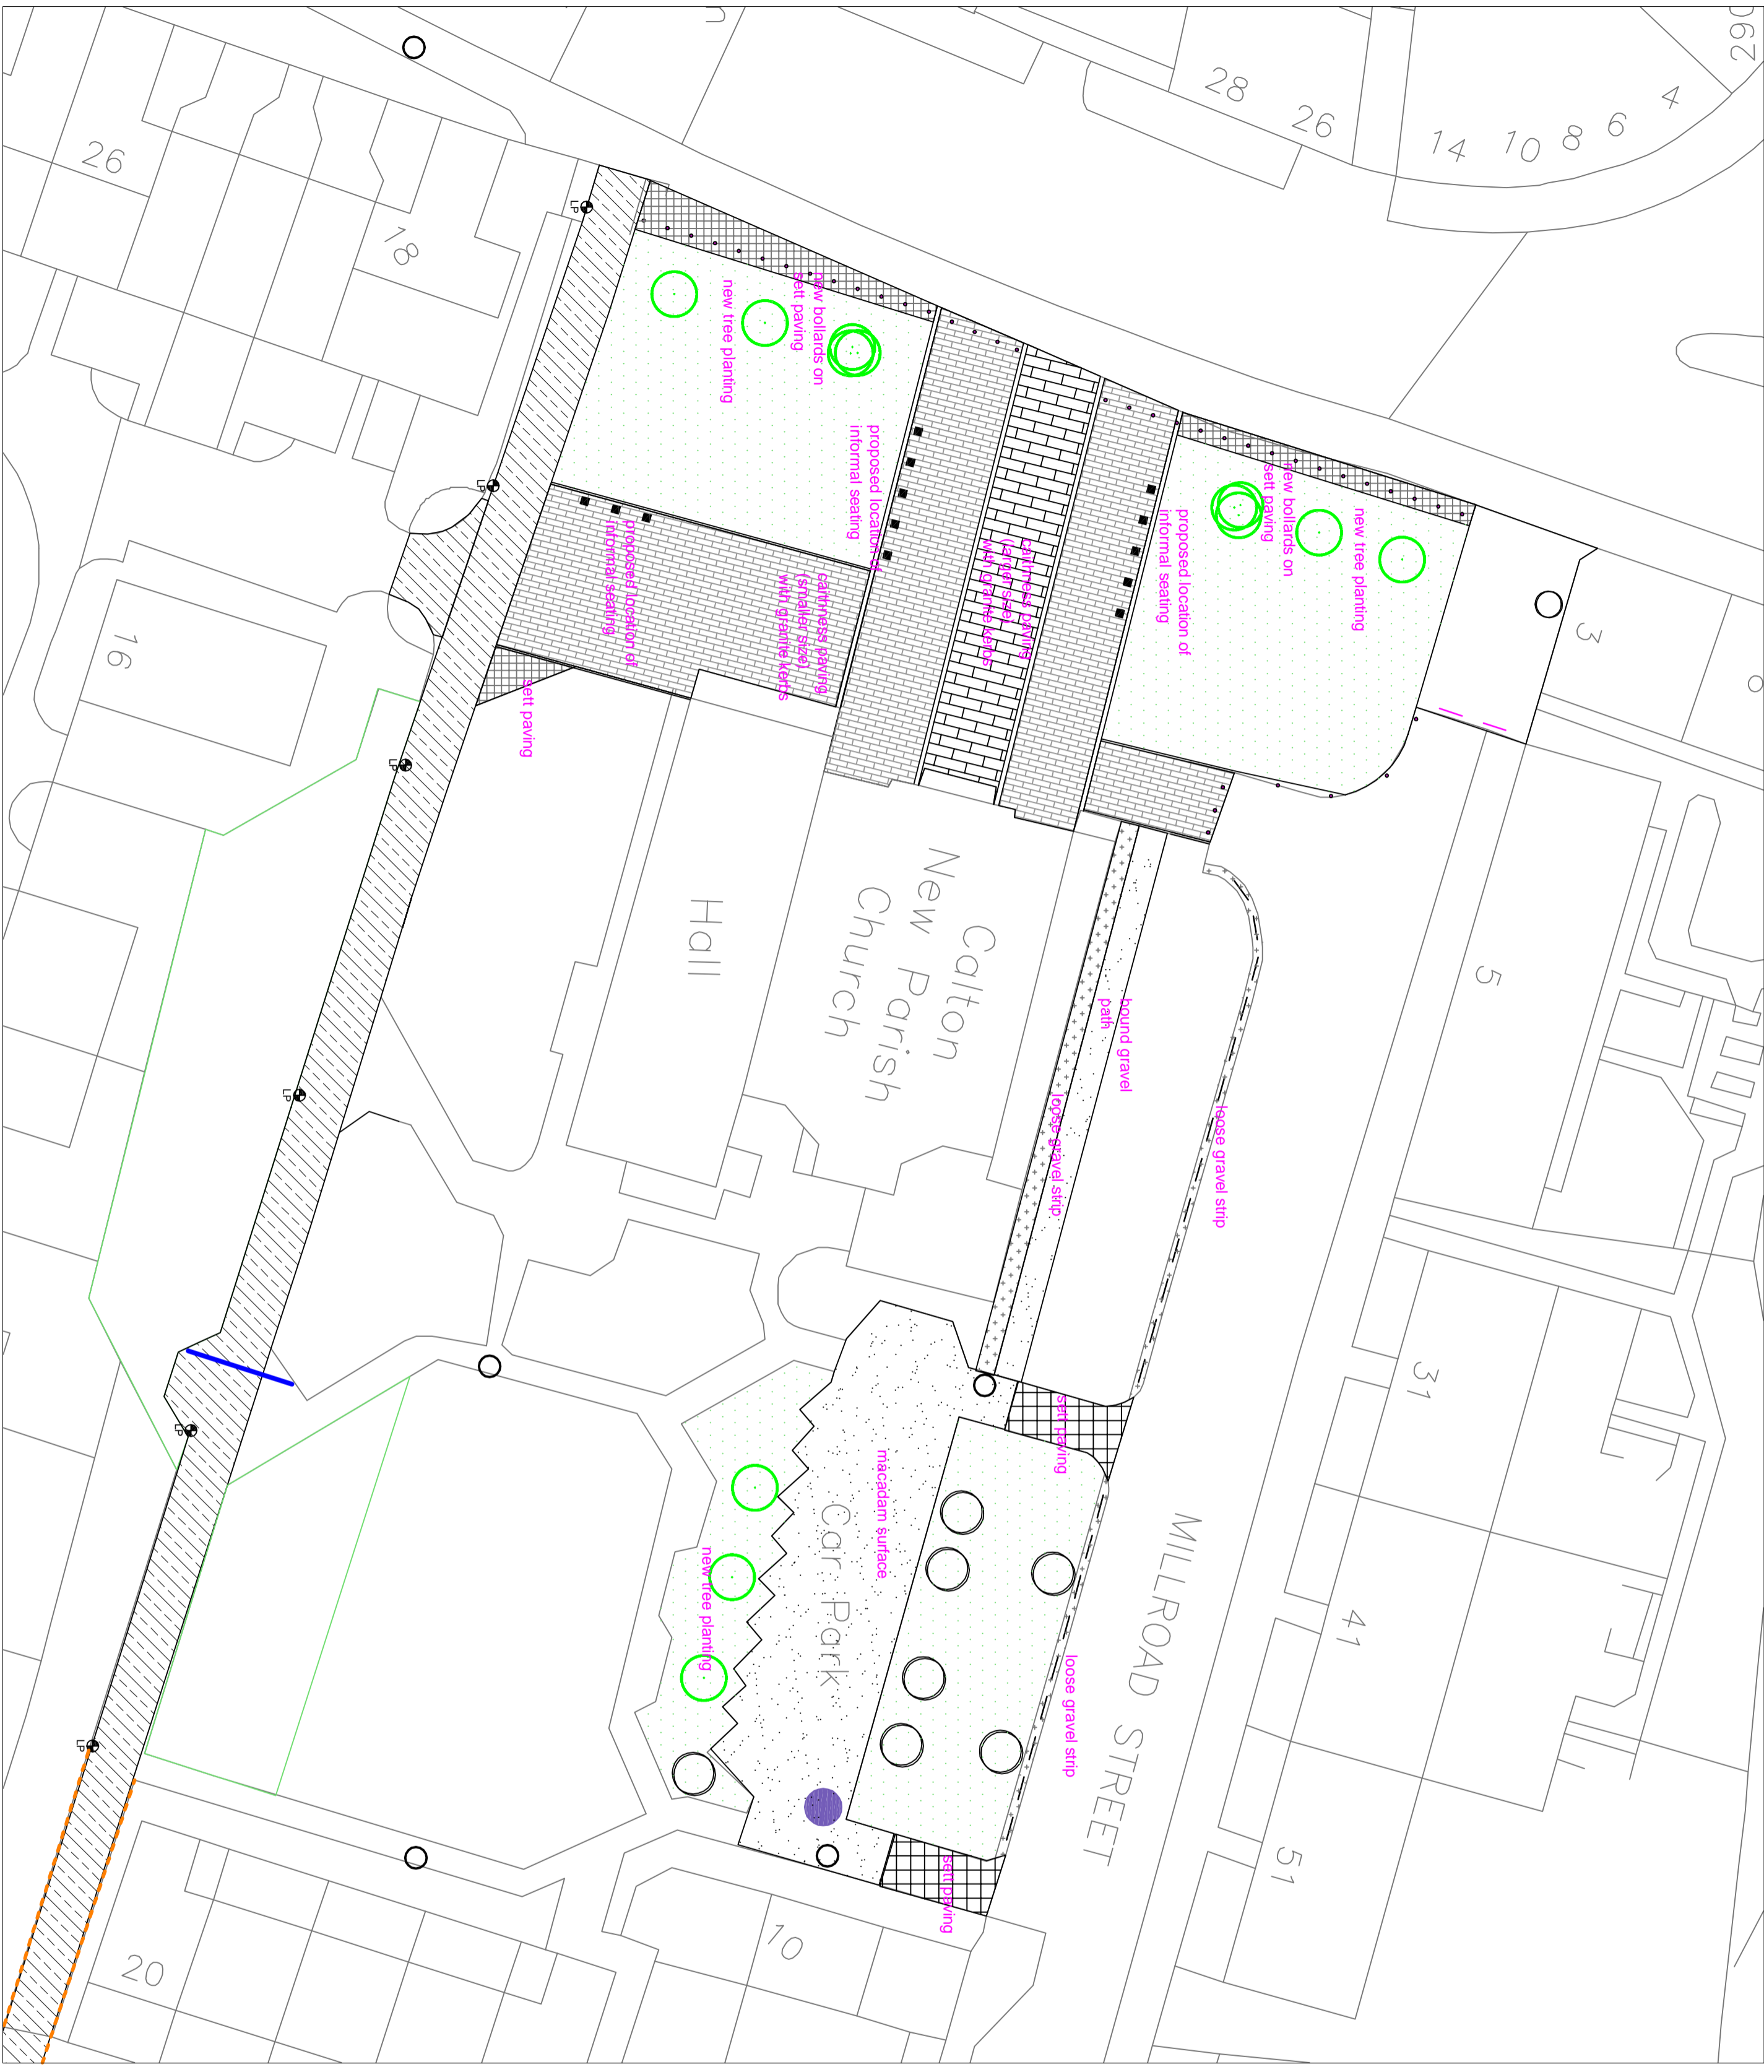 28
26
14
10
8
6
4
26
18
LP
new tree planting
new bollards on
sett paving
proposed location of
informal seating
LP
proposed location of
informal seating
caithness paving
(smaller size)
with granite kerbs
caithness paving
(larger size)
with granite kerbs
proposed location of
informal seating
new bollards on
sett paving
new tree planting
3
16
sett paving
LP
Hall
Calton
New Parish
Church
5
bound gravel
path
loose gravel strip
loose gravel strip
LP
31
sett paving
LP
macadam surface
Car Park
new tree planting
MILLROAD STREET
41
loose gravel strip
LP
51
sett paving
10
20